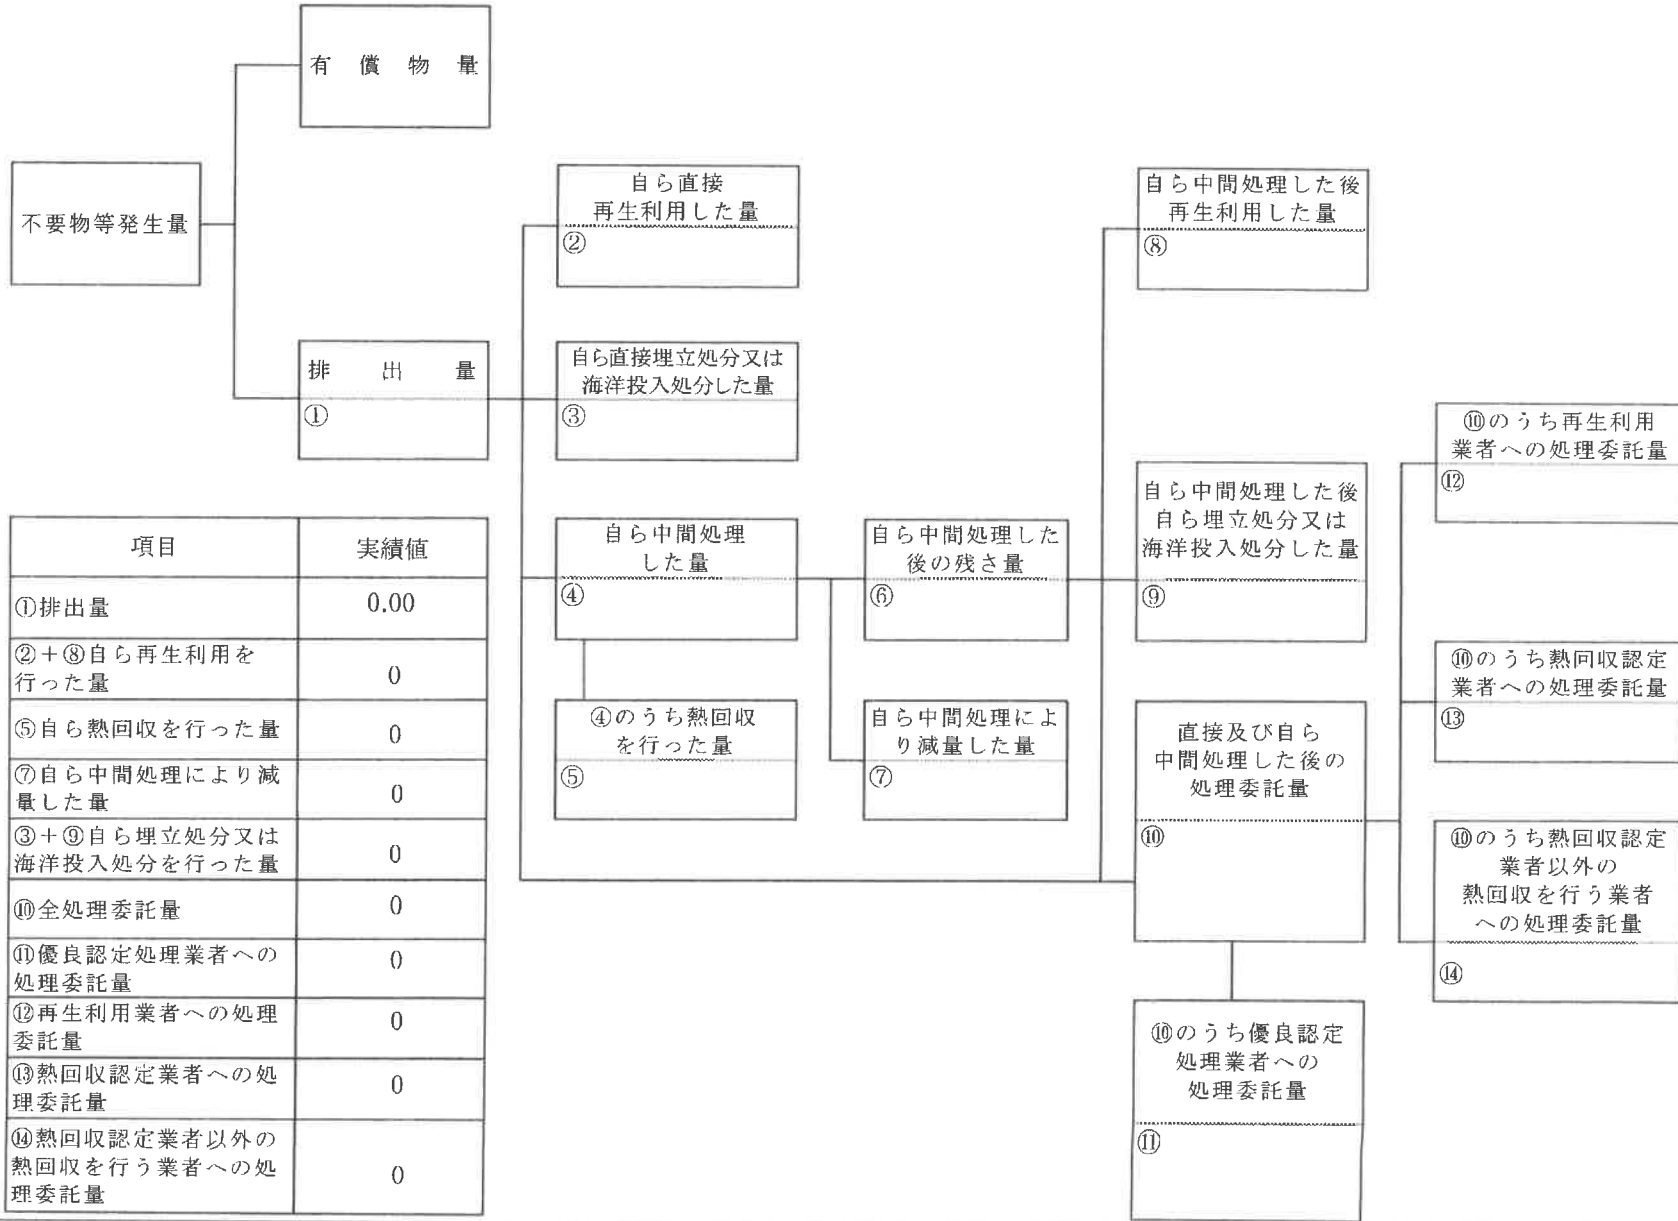 有償物量
不要物等発生量
排出量
①
自ら直接
再生利用した量
②
自ら直接埋立処分又は
海洋投入処分した量
③
自ら中間処理
した量
④
④のうち熱回収
を行った量
⑤
自ら中間処理した
後の残さ量
⑥
自ら中間処理によ
り減量した量
⑦
自ら中間処理した後
再生利用した量
⑧
自ら中間処理した後
自ら埋立処分又は
海洋投入処分した量
⑨
直接及び自ら
中間処理した後の
処理委託量
⑩
⑩のうち優良認定
処理業者への
処理委託量
⑪
⑩のうち再生利用
業者への処理委託量
⑫
⑩のうち熱回収認定
業者への処理委託量
⑬
⑩のうち熱回収認定
業者以外の
熱回収を行う業者
への処理委託量
⑭
項目 実績値
①排出量 0.00
②＋⑧自ら再生利用を
行った量 0
⑤自ら熱回収を行った量 0
⑦自ら中間処理により減
量した量 0
③＋⑨自ら埋立処分又は
海洋投入処分を行った量 0
⑩全処理委託量 0
⑪優良認定処理業者への
処理委託量 0
⑫再生利用業者への処理
委託量 0
⑬熱回収認定業者への処
理委託量 0
⑭熱回収認定業者以外の
熱回収を行う業者への処
理委託量 0